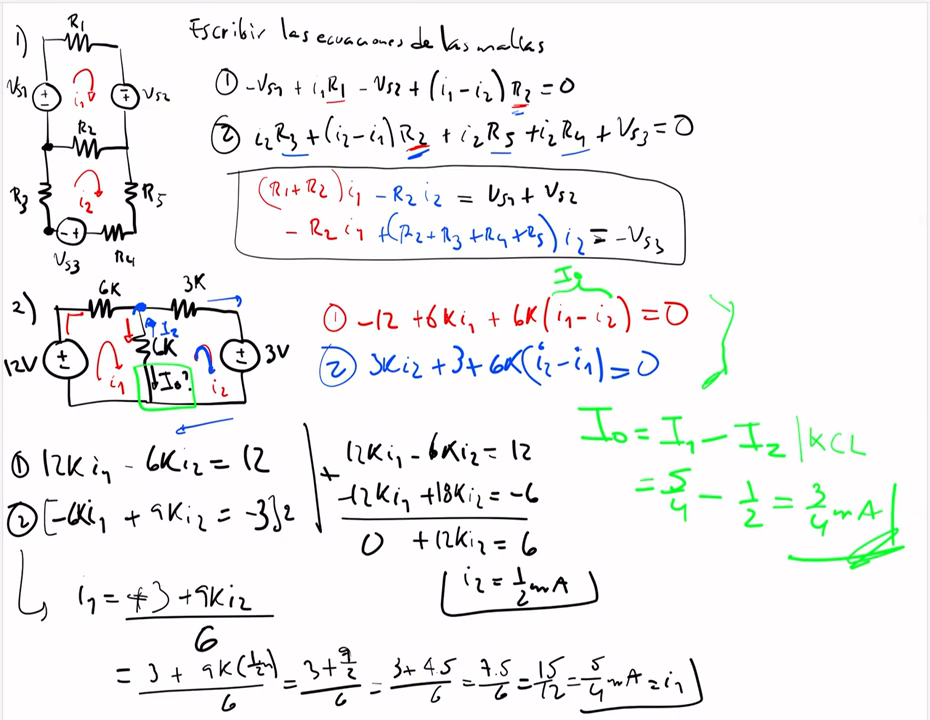 1)
R1
Escribir las ecuaciones de las mallas
Vs1
i1
Vs2
① -Vs1 + i1R1 - Vs2 + (i1-i2) R2 = 0
R2
② i2R3 + (i2-i1) R2 + i2R5 + i2R4 + Vs3 = 0
R3
i2
R5
(R1+R2) i1 - R2 i2 = Vs1 + Vs2
- R2 i1 + (R2+R3+R4+R5) i2 = -Vs3
Vs3
R4
2)
6K
3K
12V
I2
6K
3V
i1
Io?
i2
① -12 + 6Ki1 + 6K(i1-i2) = 0
② 3Ki2 + 3 + 6K(i2-i1) = 0
Io = I1 - I2 | KCL
= 5/4 - 1/2 = 3/4 mA
① 12Ki1 - 6Ki2 = 12
② [-6Ki1 + 9Ki2 = -3]2
12Ki1 - 6Ki2 = 12
+
-12Ki1 + 18Ki2 = -6
0 + 12Ki2 = 6
i2 = 1/2 mA
i1 = +3 + 9Ki2 / 6
= 3 + 9K(1/2m) / 6 = 3 + 9/2 / 6 = 3 + 4.5 / 6 = 7.5/6 = 15/12 = 5/4 mA = i1